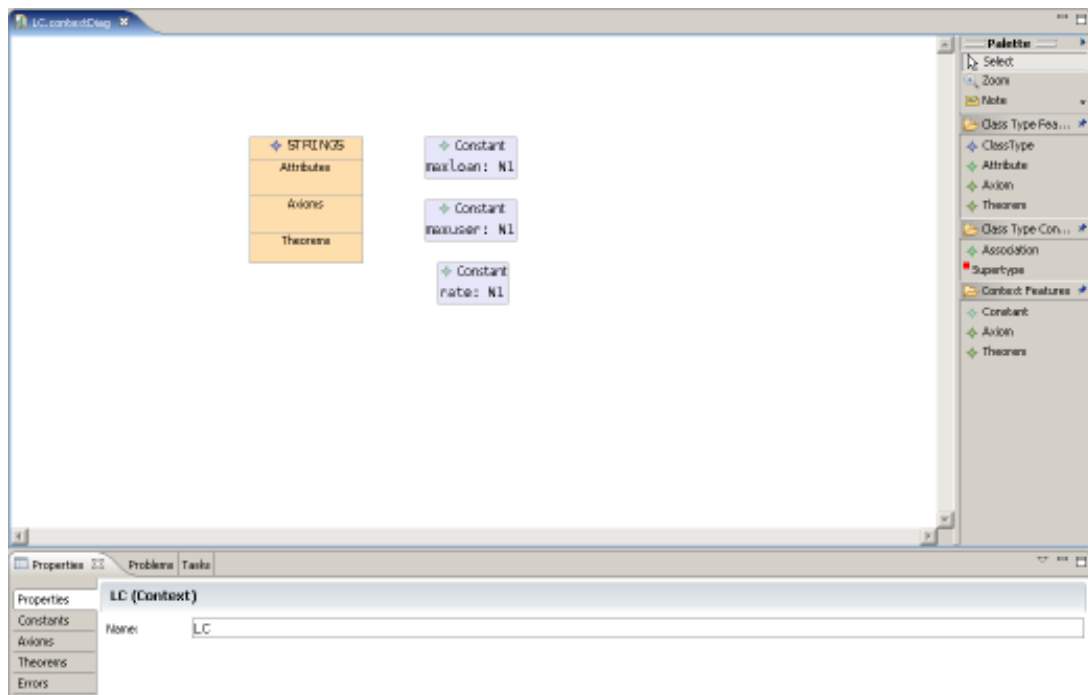 LC.contextDiag
Palette
Select
Zoom
Note
Class Type Fea...
ClassType
Attribute
Axiom
Theorem
Class Type Con...
Association
Supertype
Context Features
Constant
Axiom
Theorem
STRINGS
Attributes
Axioms
Theorems
Constant
maxloan: N1
Constant
maxuser: N1
Constant
rate: N1
Properties Problems Tasks
Properties
Constants
Axioms
Theorems
Errors
LC (Context)
Name: LC